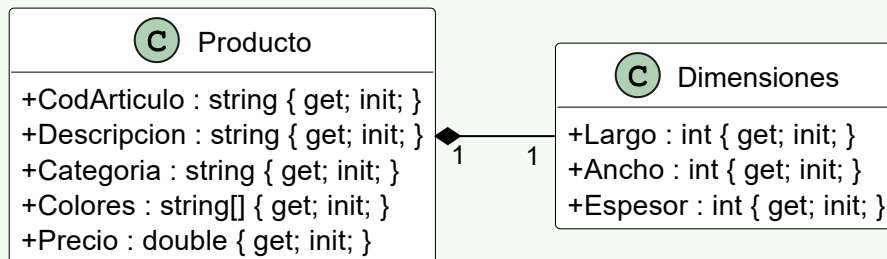 C Producto
+CodArticulo : string { get; init; }
+Descripcion : string { get; init; }
+Categoria : string { get; init; }
+Colores : string[] { get; init; }
+Precio : double { get; init; }
1 1
C Dimensiones
+Largo : int { get; init; }
+Ancho : int { get; init; }
+Espesor : int { get; init; }